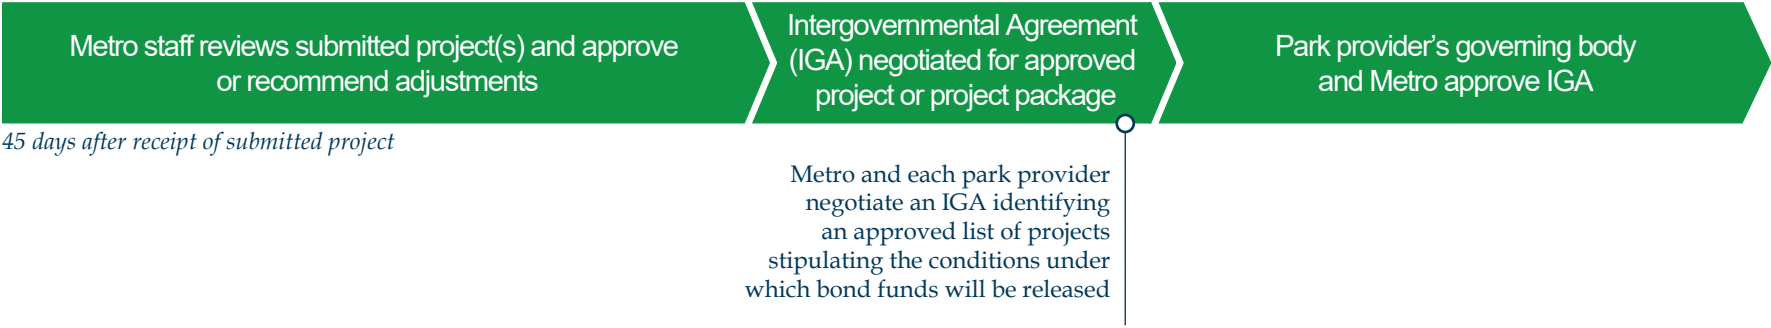 Metro staff reviews submitted project(s) and approve
or recommend adjustments
45 days after receipt of submitted project
Intergovernmental Agreement
(IGA) negotiated for approved
project or project package
Metro and each park provider
negotiate an IGA identifying
an approved list of projects
stipulating the conditions under
which bond funds will be released
Park provider’s governing body
and Metro approve IGA